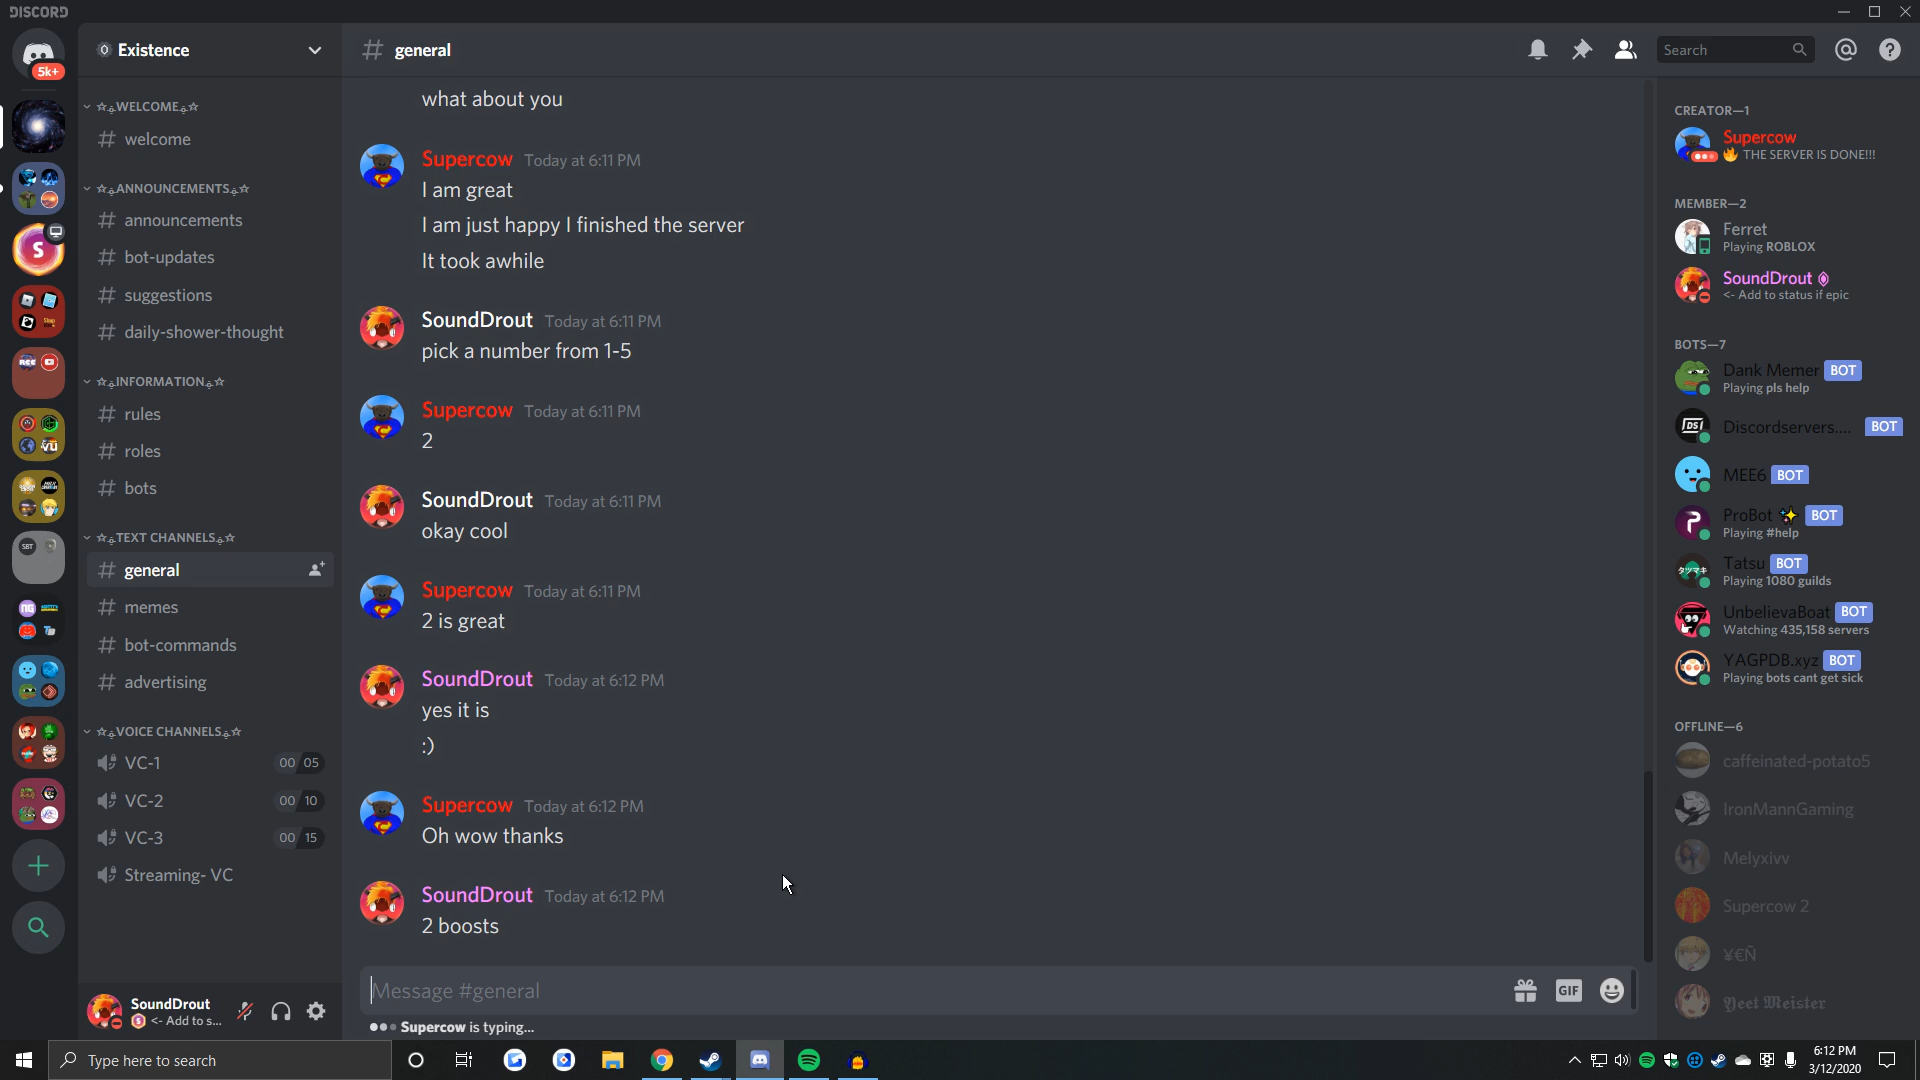 DISCORD
5k+
Existence
general
Search
☆ۿWELCOMEۿ☆
welcome
☆ۿANNOUNCEMENTSۿ☆
announcements
bot-updates
suggestions
daily-shower-thought
☆ۿINFORMATIONۿ☆
rules
roles
bots
☆ۿTEXT CHANNELSۿ☆
general
memes
bot-commands
advertising
☆ۿVOICE CHANNELSۿ☆
VC-1 00 05
VC-2 00 10
VC-3 00 15
Streaming- VC
SoundDrout
<- Add to s...
what about you
Supercow Today at 6:11 PM
I am great
I am just happy I finished the server
It took awhile
SoundDrout Today at 6:11 PM
pick a number from 1-5
Supercow Today at 6:11 PM
2
SoundDrout Today at 6:11 PM
okay cool
Supercow Today at 6:11 PM
2 is great
SoundDrout Today at 6:12 PM
yes it is
:)
Supercow Today at 6:12 PM
Oh wow thanks
SoundDrout Today at 6:12 PM
2 boosts
Message #general
GIF
Supercow is typing...
CREATOR—1
Supercow
🔥 THE SERVER IS DONE!!!
MEMBER—2
Ferret
Playing ROBLOX
SoundDrout
<- Add to status if epic
BOTS—7
Dank Memer BOT
Playing pls help
Discordservers.... BOT
MEE6 BOT
ProBot ✨ BOT
Playing #help
Tatsu BOT
Playing 1080 guilds
UnbelievaBoat BOT
Watching 435,158 servers
YAGPDB.xyz BOT
Playing bots cant get sick
OFFLINE—6
caffeinated-potato5
IronMannGaming
Melyxivv
Supercow 2
¥€Ñ
𝖄𝖊𝖊𝖙 𝕸𝖊𝖎𝖘𝖙𝖊𝖗
Type here to search
6:12 PM
3/12/2020